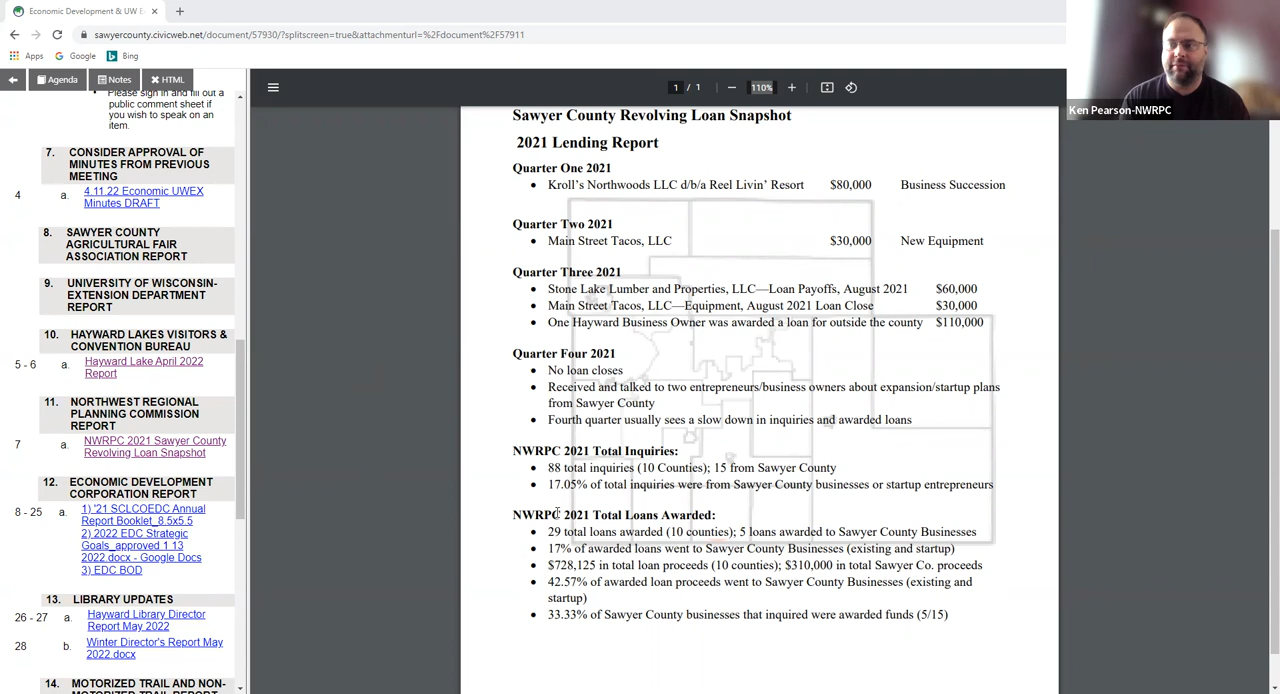 Economic Development & UW E
sawyercounty.civicweb.net/document/57930/?splitscreen=true&attachmenturl=%2Fdocument%2F57911
Apps Google Bing
Agenda Notes HTML
Please sign in and fill out a
public comment sheet if
you wish to speak on an
item.
7. CONSIDER APPROVAL OF
MINUTES FROM PREVIOUS
MEETING
4 a. 4.11.22 Economic UWEX
Minutes DRAFT
8. SAWYER COUNTY
AGRICULTURAL FAIR
ASSOCIATION REPORT
9. UNIVERSITY OF WISCONSIN-
EXTENSION DEPARTMENT
REPORT
10. HAYWARD LAKES VISITORS &
CONVENTION BUREAU
5 - 6 a. Hayward Lake April 2022
Report
11. NORTHWEST REGIONAL
PLANNING COMMISSION
REPORT
7 a. NWRPC 2021 Sawyer County
Revolving Loan Snapshot
12. ECONOMIC DEVELOPMENT
CORPORATION REPORT
8 - 25 a. 1) '21 SCLCOEDC Annual
Report Booklet_8.5x5.5
2) 2022 EDC Strategic
Goals_approved 1 13
2022.docx - Google Docs
3) EDC BOD
13. LIBRARY UPDATES
26 - 27 a. Hayward Library Director
Report May 2022
28 b. Winter Director's Report May
2022.docx
14. MOTORIZED TRAIL AND NON-
MOTORIZED TRAIL REPORT
1 / 1 110%
Sawyer County Revolving Loan Snapshot
2021 Lending Report
Quarter One 2021
Kroll's Northwoods LLC d/b/a Reel Livin' Resort $80,000 Business Succession
Quarter Two 2021
Main Street Tacos, LLC $30,000 New Equipment
Quarter Three 2021
Stone Lake Lumber and Properties, LLC—Loan Payoffs, August 2021 $60,000
Main Street Tacos, LLC—Equipment, August 2021 Loan Close $30,000
One Hayward Business Owner was awarded a loan for outside the county $110,000
Quarter Four 2021
No loan closes
Received and talked to two entrepreneurs/business owners about expansion/startup plans
from Sawyer County
Fourth quarter usually sees a slow down in inquiries and awarded loans
NWRPC 2021 Total Inquiries:
88 total inquiries (10 Counties); 15 from Sawyer County
17.05% of total inquiries were from Sawyer County businesses or startup entrepreneurs
NWRPC 2021 Total Loans Awarded:
29 total loans awarded (10 counties); 5 loans awarded to Sawyer County Businesses
17% of awarded loans went to Sawyer County Businesses (existing and startup)
$728,125 in total loan proceeds (10 counties); $310,000 in total Sawyer Co. proceeds
42.57% of awarded loan proceeds went to Sawyer County Businesses (existing and
startup)
33.33% of Sawyer County businesses that inquired were awarded funds (5/15)
Ken Pearson-NWRPC